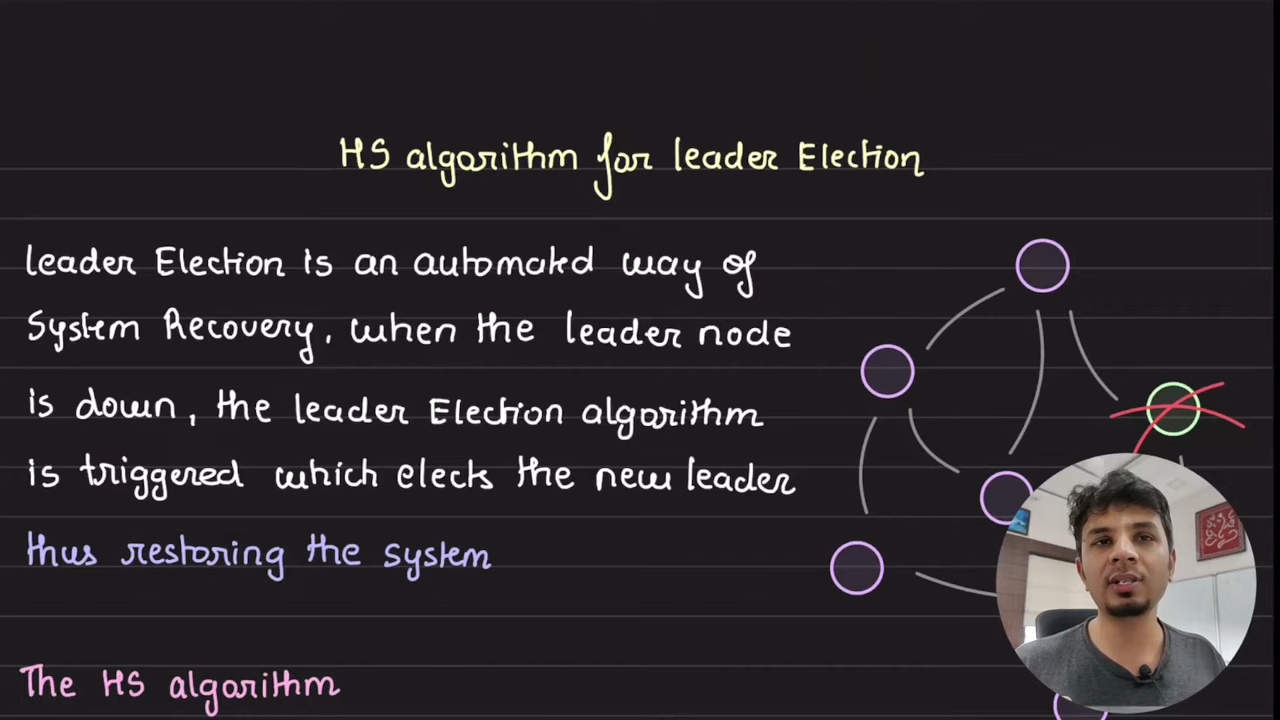 HS algorithm for leader Election
leader Election is an automated way of
System Recovery. when the leader node
is down, the leader Election algorithm
is triggered which elects the new leader
thus restoring the system
The HS algorithm